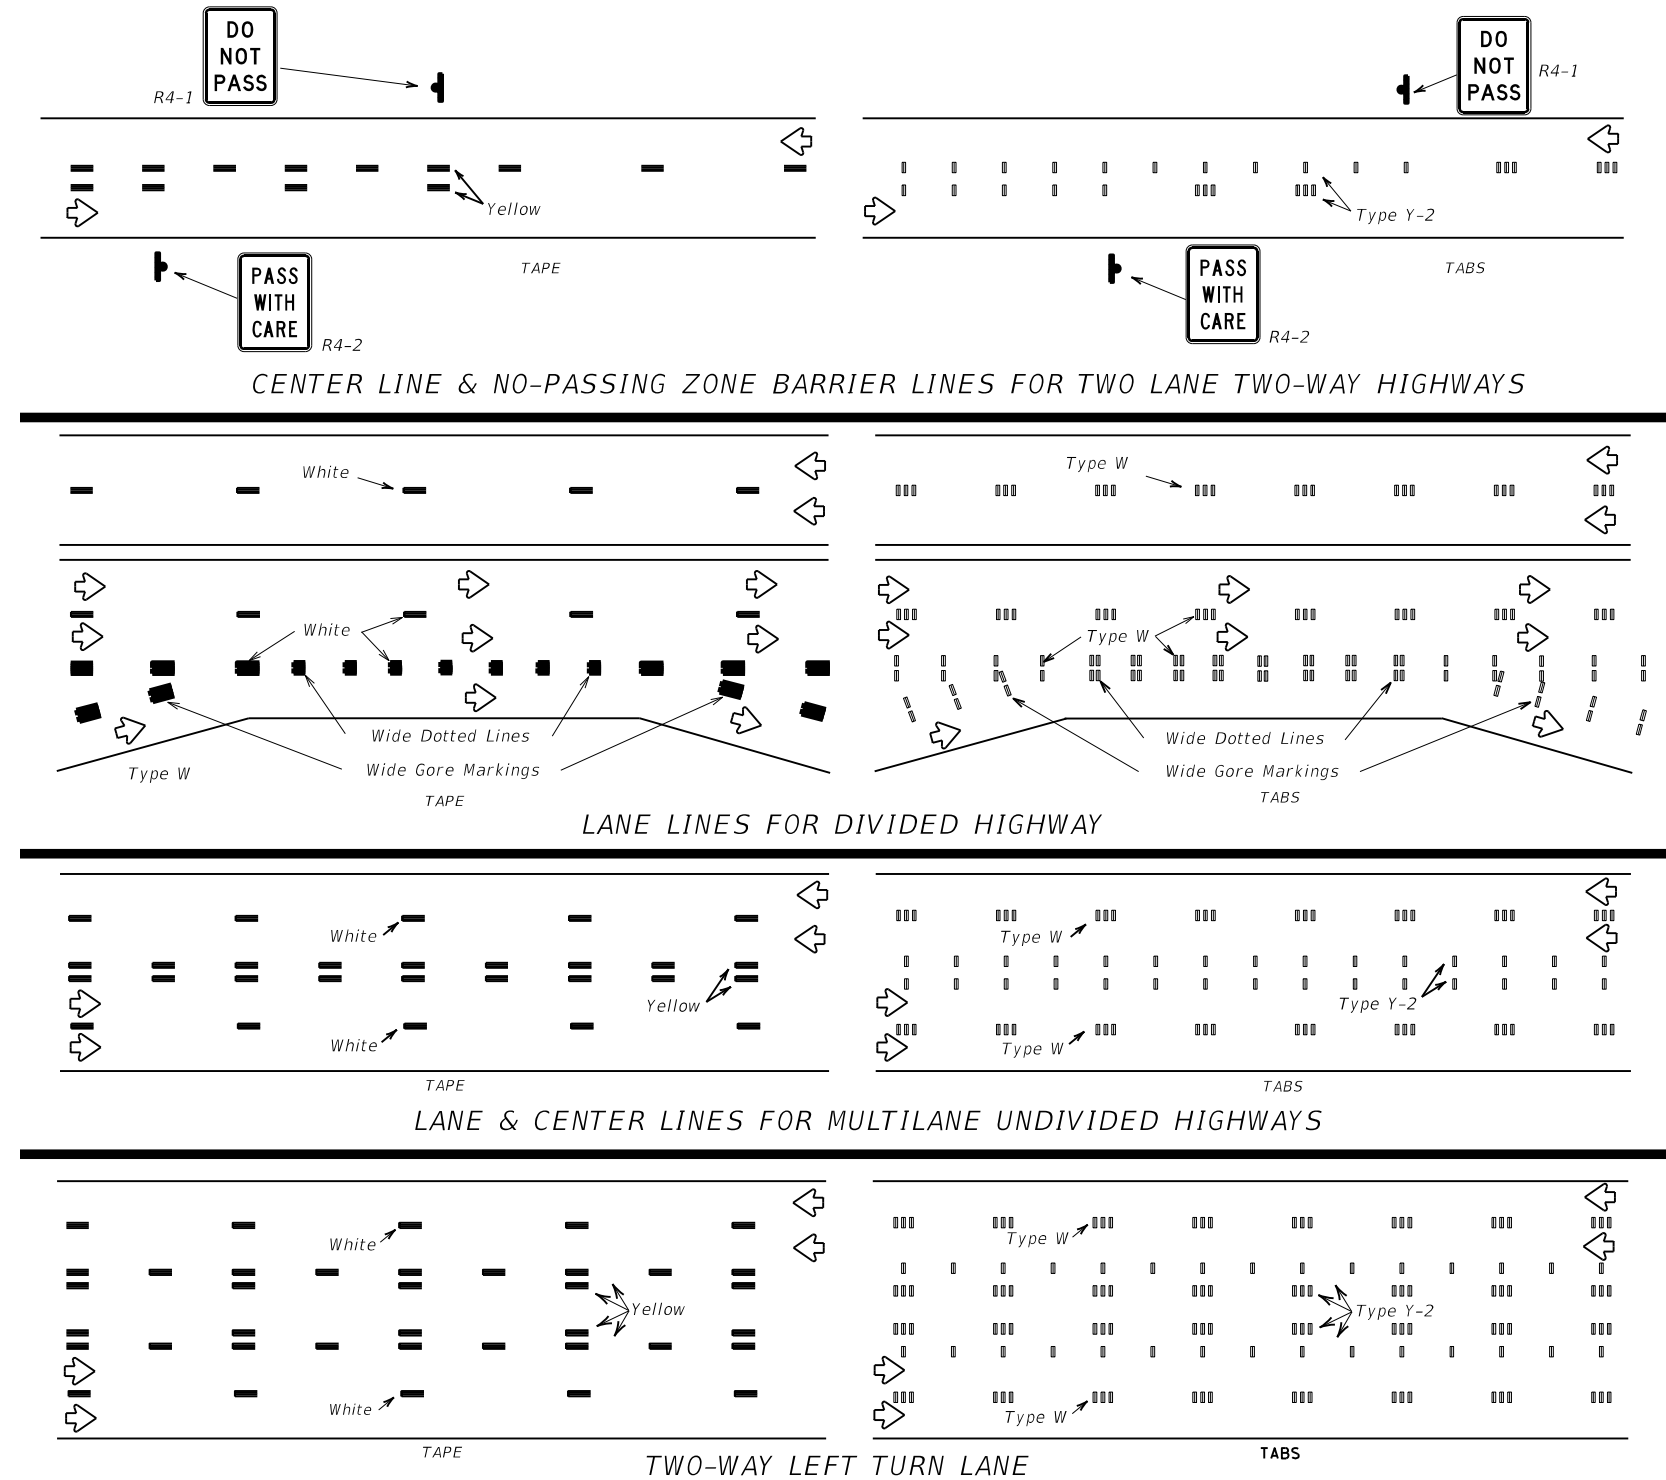 DO
NOT
PASS
R4-1
Yellow
PASS
WITH
CARE
R4-2
TAPE
DO
NOT
PASS
R4-1
Type Y-2
PASS
WITH
CARE
R4-2
TABS
CENTER LINE & NO-PASSING ZONE BARRIER LINES FOR TWO LANE TWO-WAY HIGHWAYS
White
White
Wide Dotted Lines
Wide Gore Markings
Type W
TAPE
Type W
Type W
Wide Dotted Lines
Wide Gore Markings
TABS
LANE LINES FOR DIVIDED HIGHWAY
White
Yellow
White
TAPE
Type W
Type Y-2
Type W
TABS
LANE & CENTER LINES FOR MULTILANE UNDIVIDED HIGHWAYS
White
Yellow
White
TAPE
Type W
Type Y-2
Type W
TABS
TWO-WAY LEFT TURN LANE